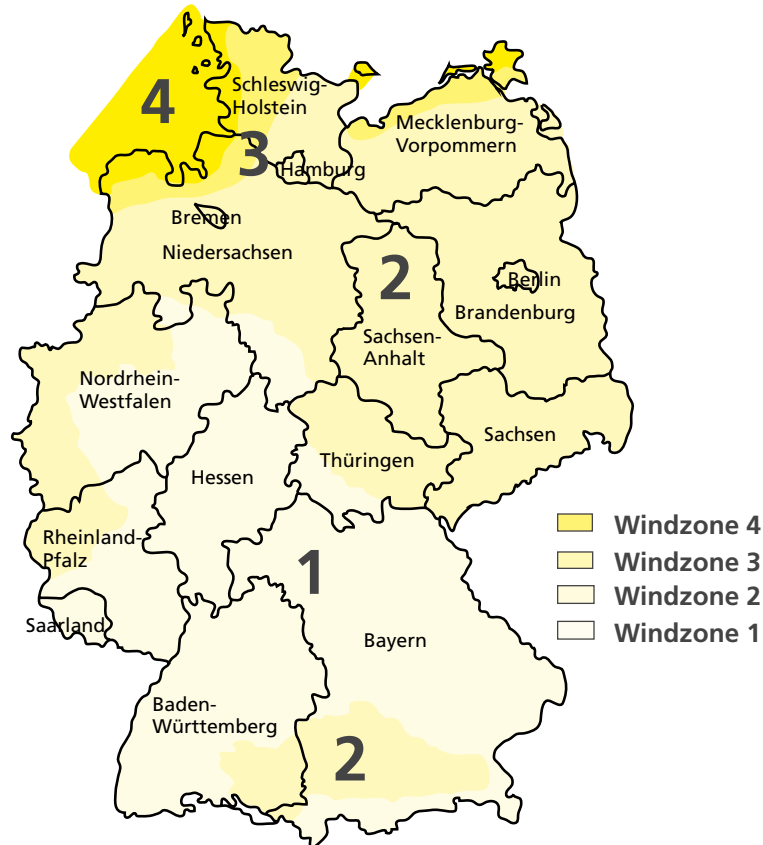 4
Schleswig-
Holstein
Mecklenburg-
Vorpommern
3
Hamburg
Bremen
Niedersachsen
2
Berlin
Brandenburg
Sachsen-
Anhalt
Nordrhein-
Westfalen
Sachsen
Thüringen
Hessen
Rheinland-
Pfalz
1
Saarland
Bayern
Baden-
Württemberg
2
Windzone 4
Windzone 3
Windzone 2
Windzone 1